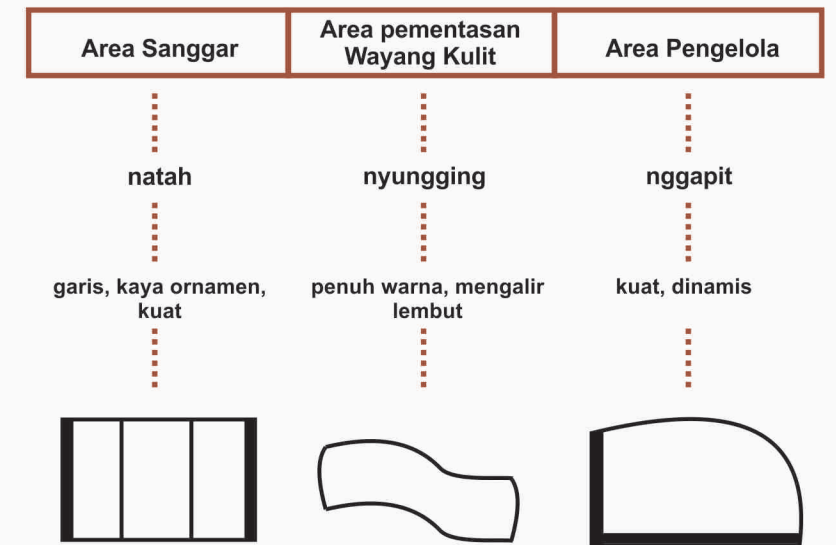 Area Sanggar
Area pementasan
Wayang Kulit
Area Pengelola
natah
nyungging
nggapit
garis, kaya ornamen,
kuat
penuh warna, mengalir
lembut
kuat, dinamis